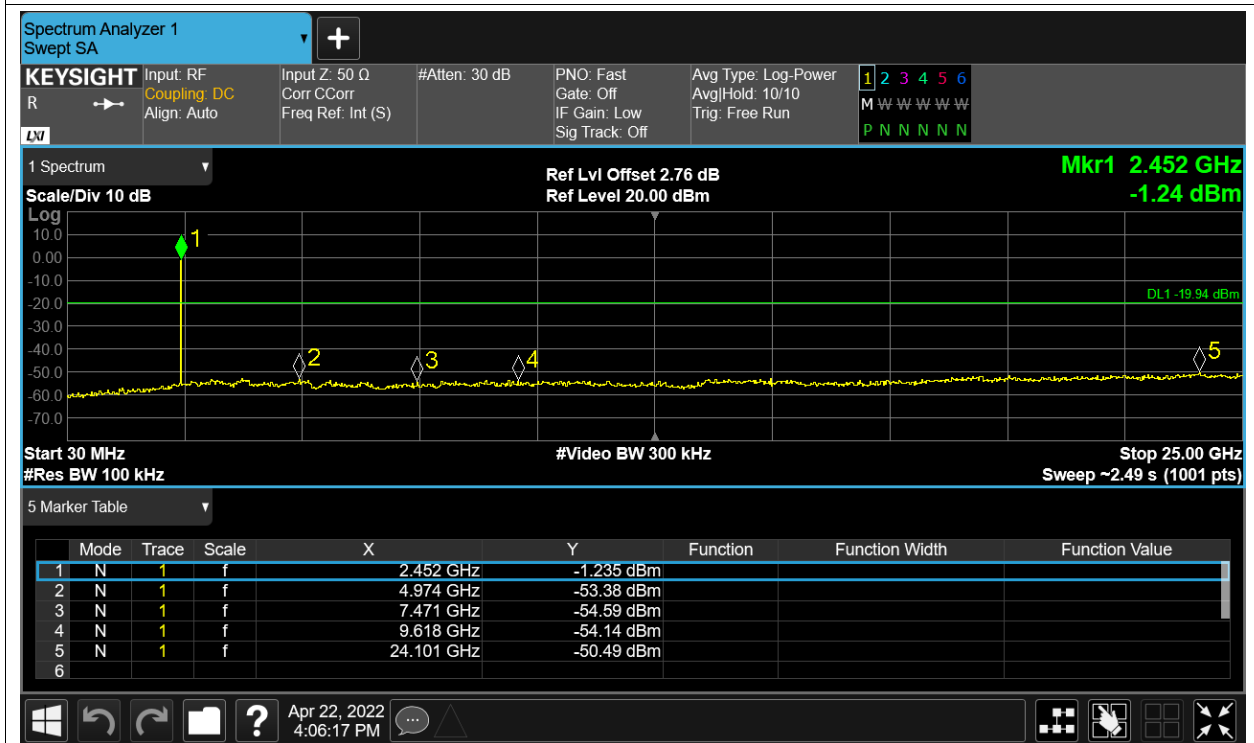 Spectrum Analyzer 1
Swept SA
KEYSIGHT Input: RF Input Z: 50 Ω #Atten: 30 dB PNO: Fast Avg Type: Log-Power 1 2 3 4 5 6
R Coupling: DC Corr CCorr Gate: Off Avg|Hold: 10/10 M W W W W W
Align: Auto Freq Ref: Int (S) IF Gain: Low Trig: Free Run
LXI Sig Track: Off P N N N N N
1 Spectrum Ref Lvl Offset 2.76 dB Mkr1 2.452 GHz
Scale/Div 10 dB Ref Level 20.00 dBm -1.24 dBm
Log
10.0 1
0.00
-10.0
-20.0 DL1 -19.94 dBm
-30.0
-40.0 2 3 4 5
-50.0
-60.0
-70.0
Start 30 MHz #Video BW 300 kHz Stop 25.00 GHz
#Res BW 100 kHz Sweep ~2.49 s (1001 pts)
5 Marker Table
Mode Trace Scale X Y Function Function Width Function Value
1 N 1 f 2.452 GHz -1.235 dBm
2 N 1 f 4.974 GHz -53.38 dBm
3 N 1 f 7.471 GHz -54.59 dBm
4 N 1 f 9.618 GHz -54.14 dBm
5 N 1 f 24.101 GHz -50.49 dBm
6
? Apr 22, 2022
4:06:17 PM